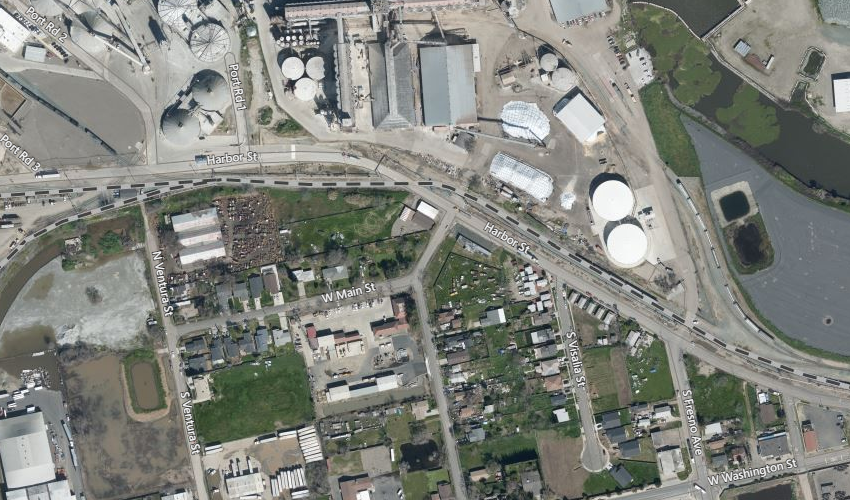 Port Rd 2
Port Rd 1
Port Rd 3
Harbor St
Harbor St
N Ventura St
W Main St
S Visalia St
S Ventura St
S Fresno Ave
W Washington St